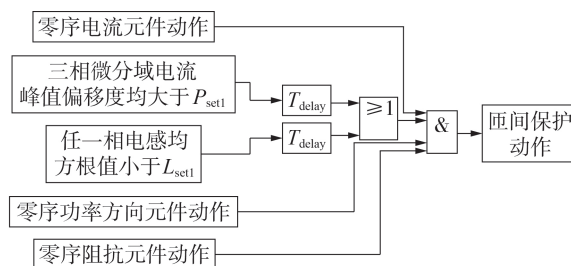 零序电流元件动作
三相微分域电流
峰值偏移度均大于Pset1
Tdelay
≥1
任一相电感均
方根值小于Lset1
Tdelay
&
匝间保护
动作
零序功率方向元件动作
零序阻抗元件动作